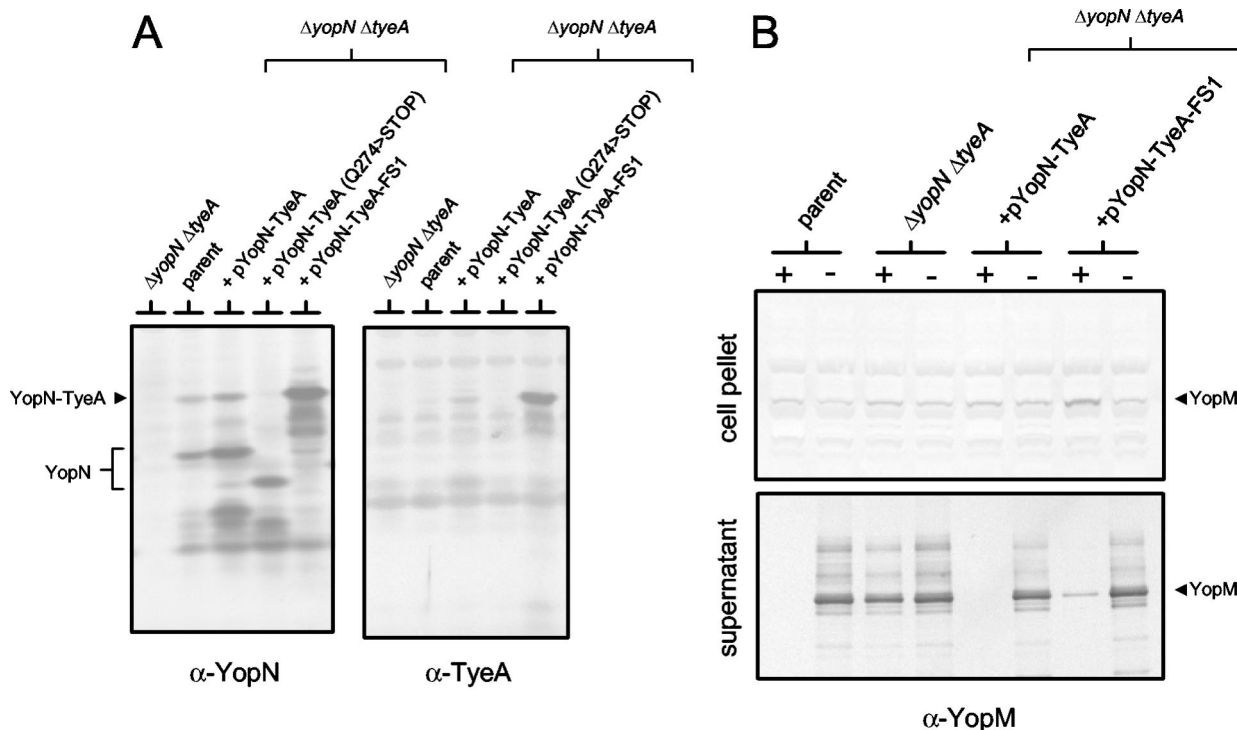 A
ΔyopN ΔtyeA
ΔyopN ΔtyeA
ΔyopN ΔtyeA
parent
+ pYopN-TyeA
+ pYopN-TyeA (Q274>STOP)
+ pYopN-TyeA-FS1
ΔyopN ΔtyeA
parent
+ pYopN-TyeA
+ pYopN-TyeA (Q274>STOP)
+ pYopN-TyeA-FS1
YopN-TyeA
YopN
α-YopN
α-TyeA
B
ΔyopN ΔtyeA
parent
ΔyopN ΔtyeA
+pYopN-TyeA
+pYopN-TyeA-FS1
+ - + - + - + -
cell pellet
YopM
supernatant
YopM
α-YopM